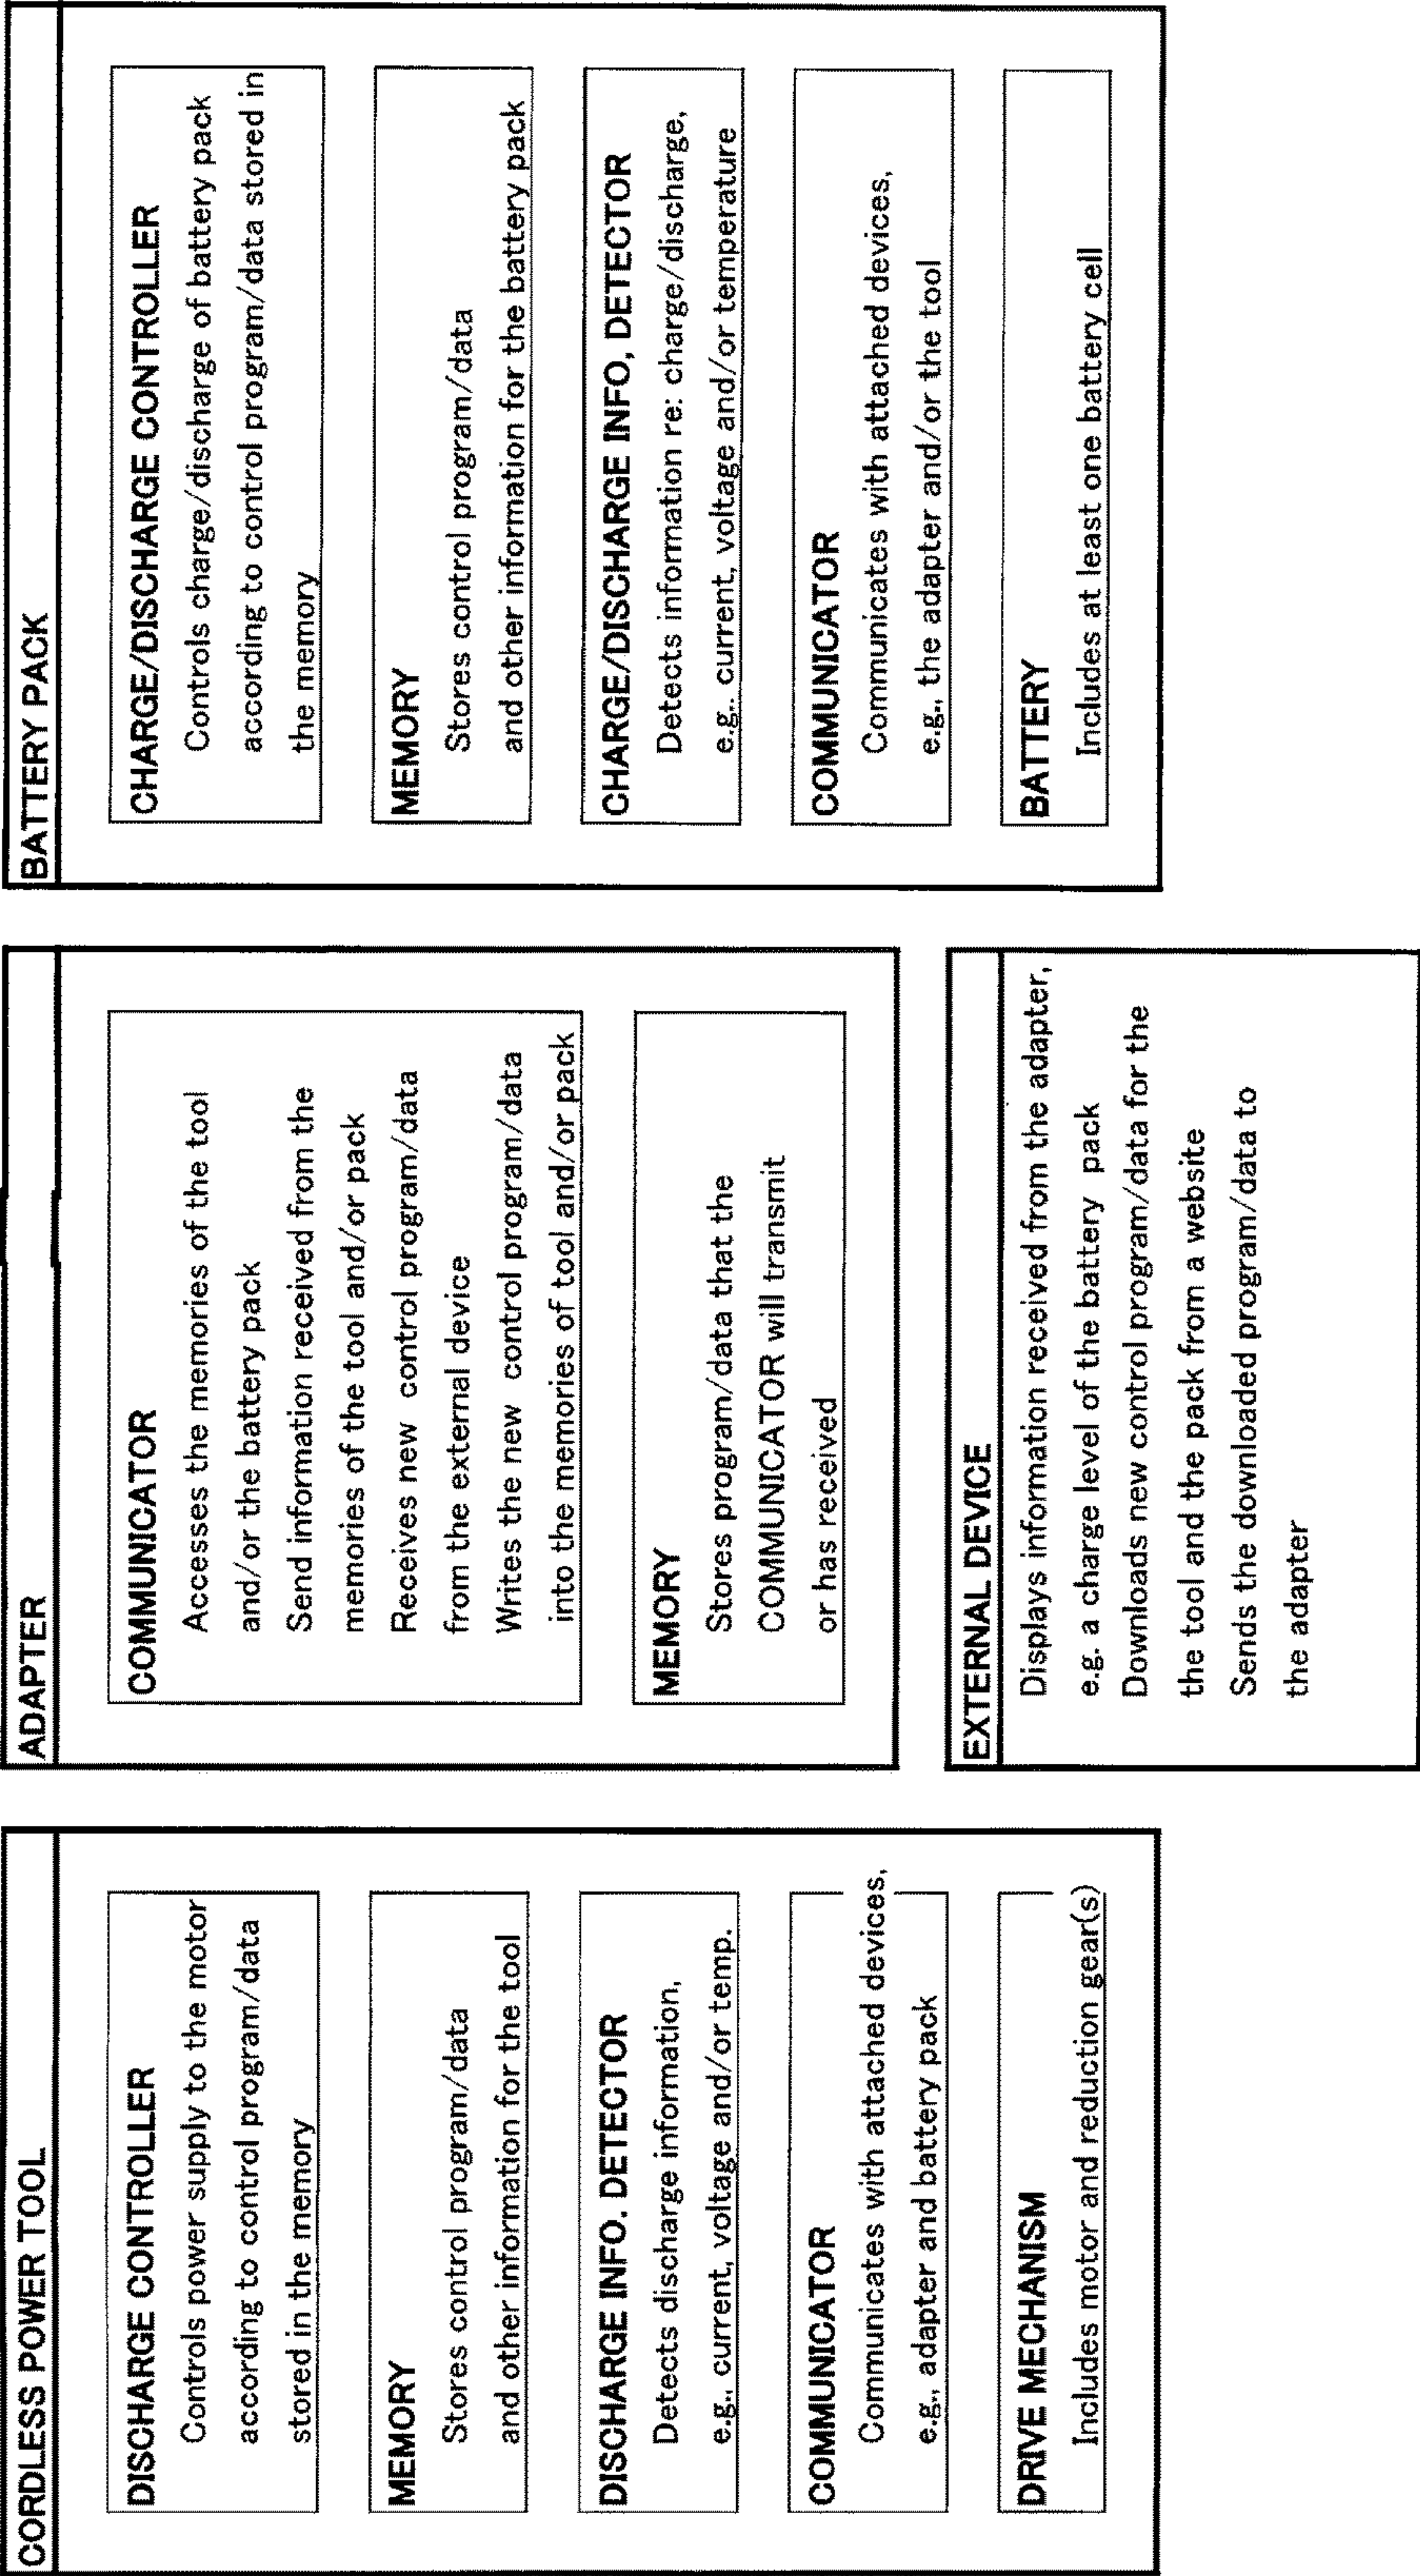 CORDLESS POWER TOOL
DISCHARGE CONTROLLER
Controls power supply to the motor
according to control program/data
stored in the memory
MEMORY
Stores control program/data
and other information for the tool
DISCHARGE INFO. DETECTOR
Detects discharge information,
e.g., current, voltage and/or temp.
COMMUNICATOR
Communicates with attached devices,
e.g., adapter and battery pack
DRIVE MECHANISM
Includes motor and reduction gear(s)
ADAPTER
COMMUNICATOR
Accesses the memories of the tool
and/or the battery pack
Send information received from the
memories of the tool and/or pack
Receives new control program/data
from the external device
Writes the new control program/data
into the memories of tool and/or pack
MEMORY
Stores program/data that the
COMMUNICATOR will transmit
or has received
EXTERNAL DEVICE
Displays information received from the adapter,
e.g. a charge level of the battery pack
Downloads new control program/data for the
the tool and the pack from a website
Sends the downloaded program/data to
the adapter
BATTERY PACK
CHARGE/DISCHARGE CONTROLLER
Controls charge/discharge of battery pack
according to control program/data stored in
the memory
MEMORY
Stores control program/data
and other information for the battery pack
CHARGE/DISCHARGE INFO, DETECTOR
Detects information re: charge/discharge,
e.g., current, voltage and/or temperature
COMMUNICATOR
Communicates with attached devices,
e.g., the adapter and/or the tool
BATTERY
Includes at least one battery cell